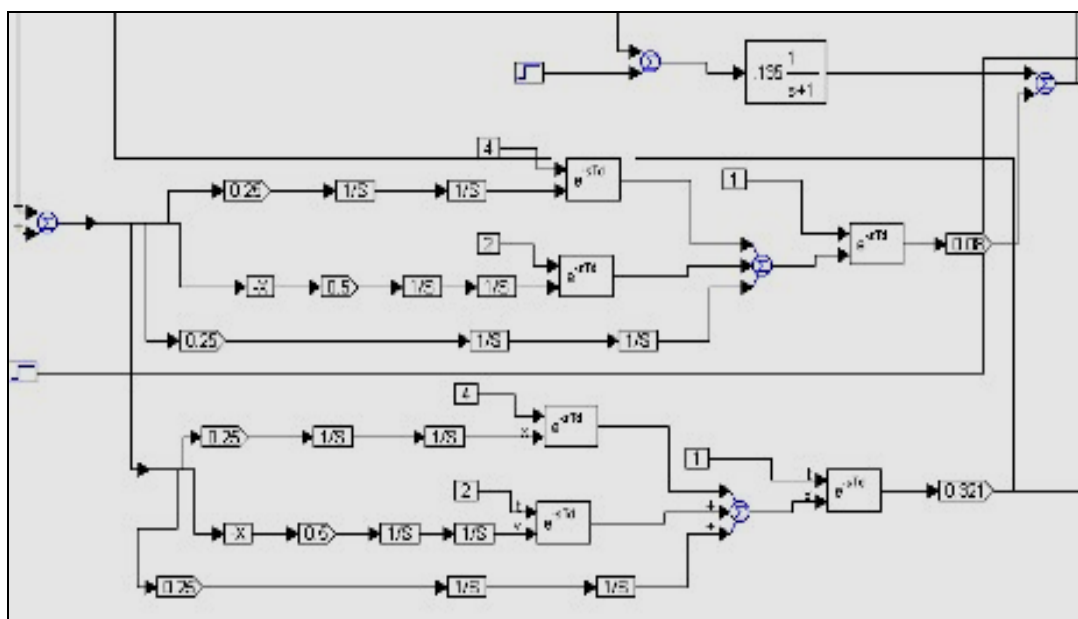 Σ
.135 1
s+1
Σ
4
e-sTd
0.25 1/S 1/S
1
Σ
2
e-sTd
Σ
e-sTd
0.08
-X 0.5 1/S 1/S
e-sTd
0.25 1/S 1/S
4
0.25 1/S 1/S
x
e-sTd
1
2
e-sTd
0.321
-X 0.5 1/S 1/S
e-sTd
+
Σ
+
0.25 1/S 1/S